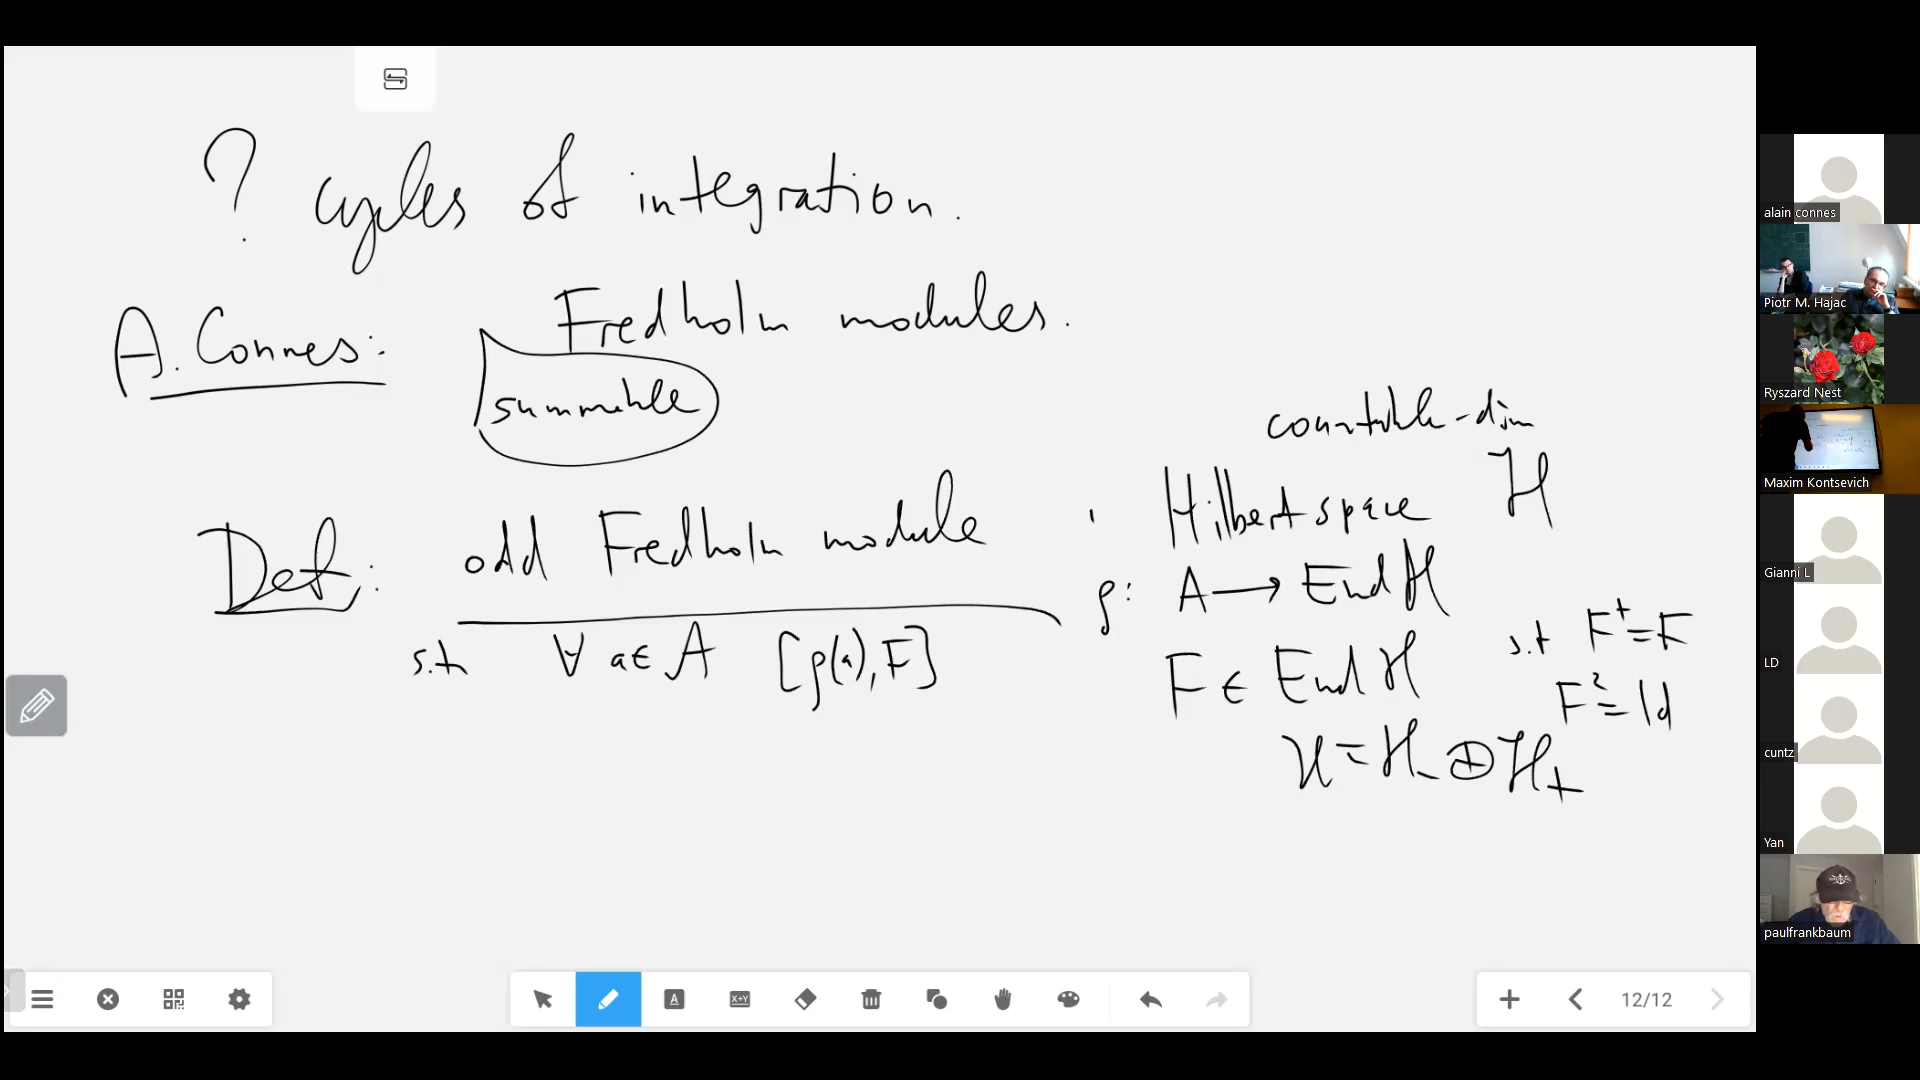 ? cycles of integration.
A. Connes: Fredholm modules.
summable
countable-dim
Def: odd Fredholm module : Hilbert space H
ρ: A → End H
s.t ∀ a∈A [ρ(a), F]
F ∈ End H s.t F⁺=F
F²=Id
H = H₋ ⊕ H₊
12/12
alain connes
Piotr M. Hajac
Ryszard Nest
Maxim Kontsevich
Gianni L
LD
cuntz
Yan
paulfrankbaum